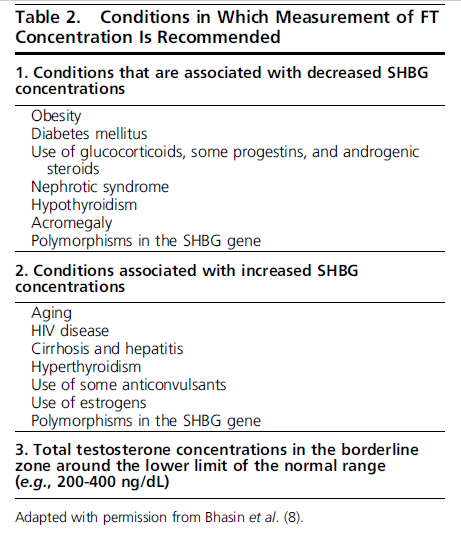 Table 2. Conditions in Which Measurement of FT
Concentration Is Recommended
1. Conditions that are associated with decreased SHBG
concentrations
Obesity
Diabetes mellitus
Use of glucocorticoids, some progestins, and androgenic
steroids
Nephrotic syndrome
Hypothyroidism
Acromegaly
Polymorphisms in the SHBG gene
2. Conditions associated with increased SHBG
concentrations
Aging
HIV disease
Cirrhosis and hepatitis
Hyperthyroidism
Use of some anticonvulsants
Use of estrogens
Polymorphisms in the SHBG gene
3. Total testosterone concentrations in the borderline
zone around the lower limit of the normal range
(e.g., 200-400 ng/dL)
Adapted with permission from Bhasin et al. (8).